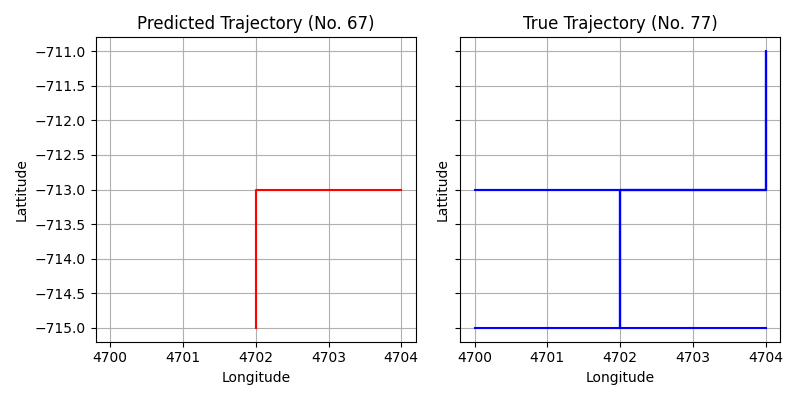 Predicted Trajectory (No. 67)
True Trajectory (No. 77)
−711.0
−711.5
−712.0
−712.5
−713.0
−713.5
−714.0
−714.5
−715.0
Lattitude
Lattitude
4700 4701 4702 4703 4704
4700 4701 4702 4703 4704
Longitude
Longitude